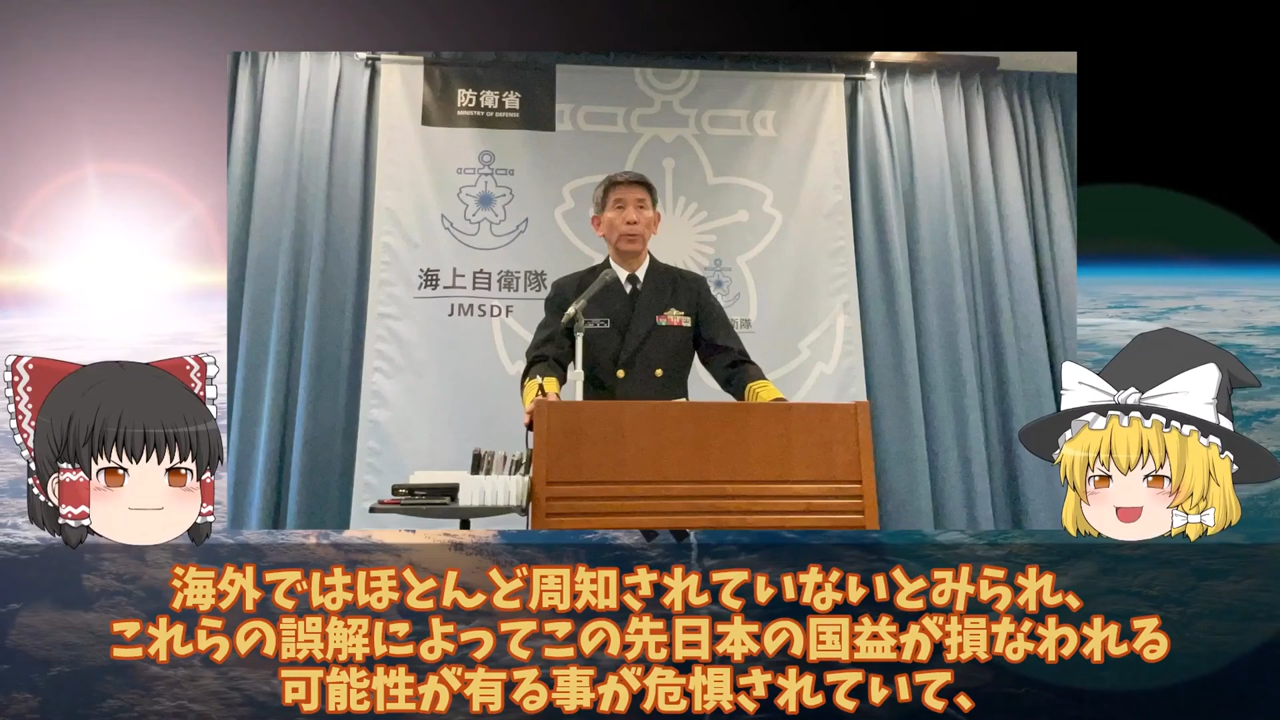 防衛省
MINISTRY OF DEFENSE
海上自衛隊
JMSDF
衛隊
海外ではほとんど周知されていないとみられ、
これらの誤解によってこの先日本の国益が損なわれる
可能性が有る事が危惧されていて、